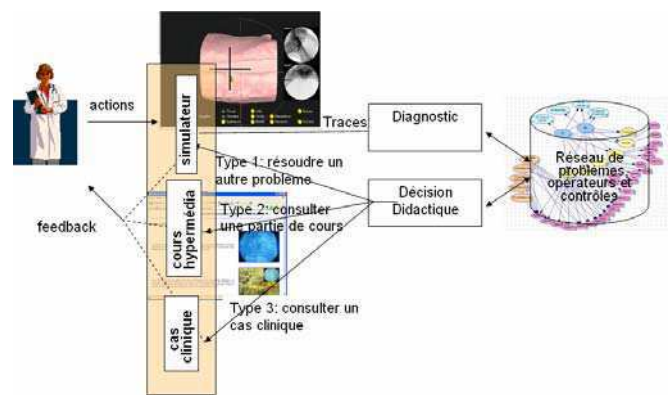 actions
feedback
simulateur
cours
hypermédia
cas
clinique
Traces
Type 1: résoudre un
autre problème
Type 2: consulter
une partie de cours
Type 3: consulter un
cas clinique
Diagnostic
Décision
Didactique
Réseau de
problèmes
opérateurs et
contrôles